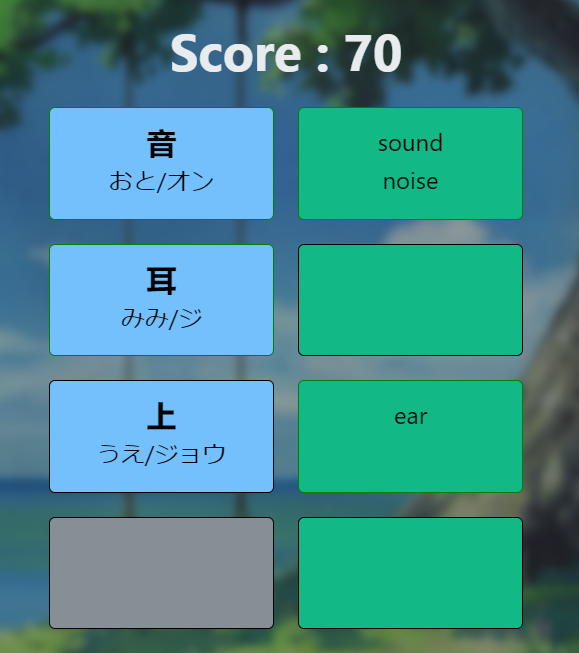 Score : 70
音
おと/オン
sound
noise
耳
みみ/ジ
上
うえ/ジョウ
ear